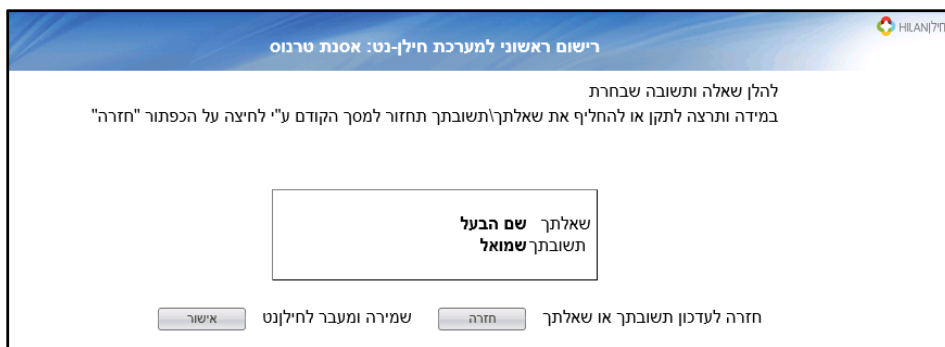 HILAN|חילן
רישום ראשוני למערכת חילן-נט: אסנת טרנוס
להלן שאלה ותשובה שבחרת
במידה ותרצה לתקן או להחליף את שאלתך\תשובתך תחזור למסך הקודם ע"י לחיצה על הכפתור "חזרה"
שאלתך שם הבעל
תשובתך שמואל
חזרה לעדכון תשובתך או שאלתך חזרה שמירה ומעבר לחילןנט אישור